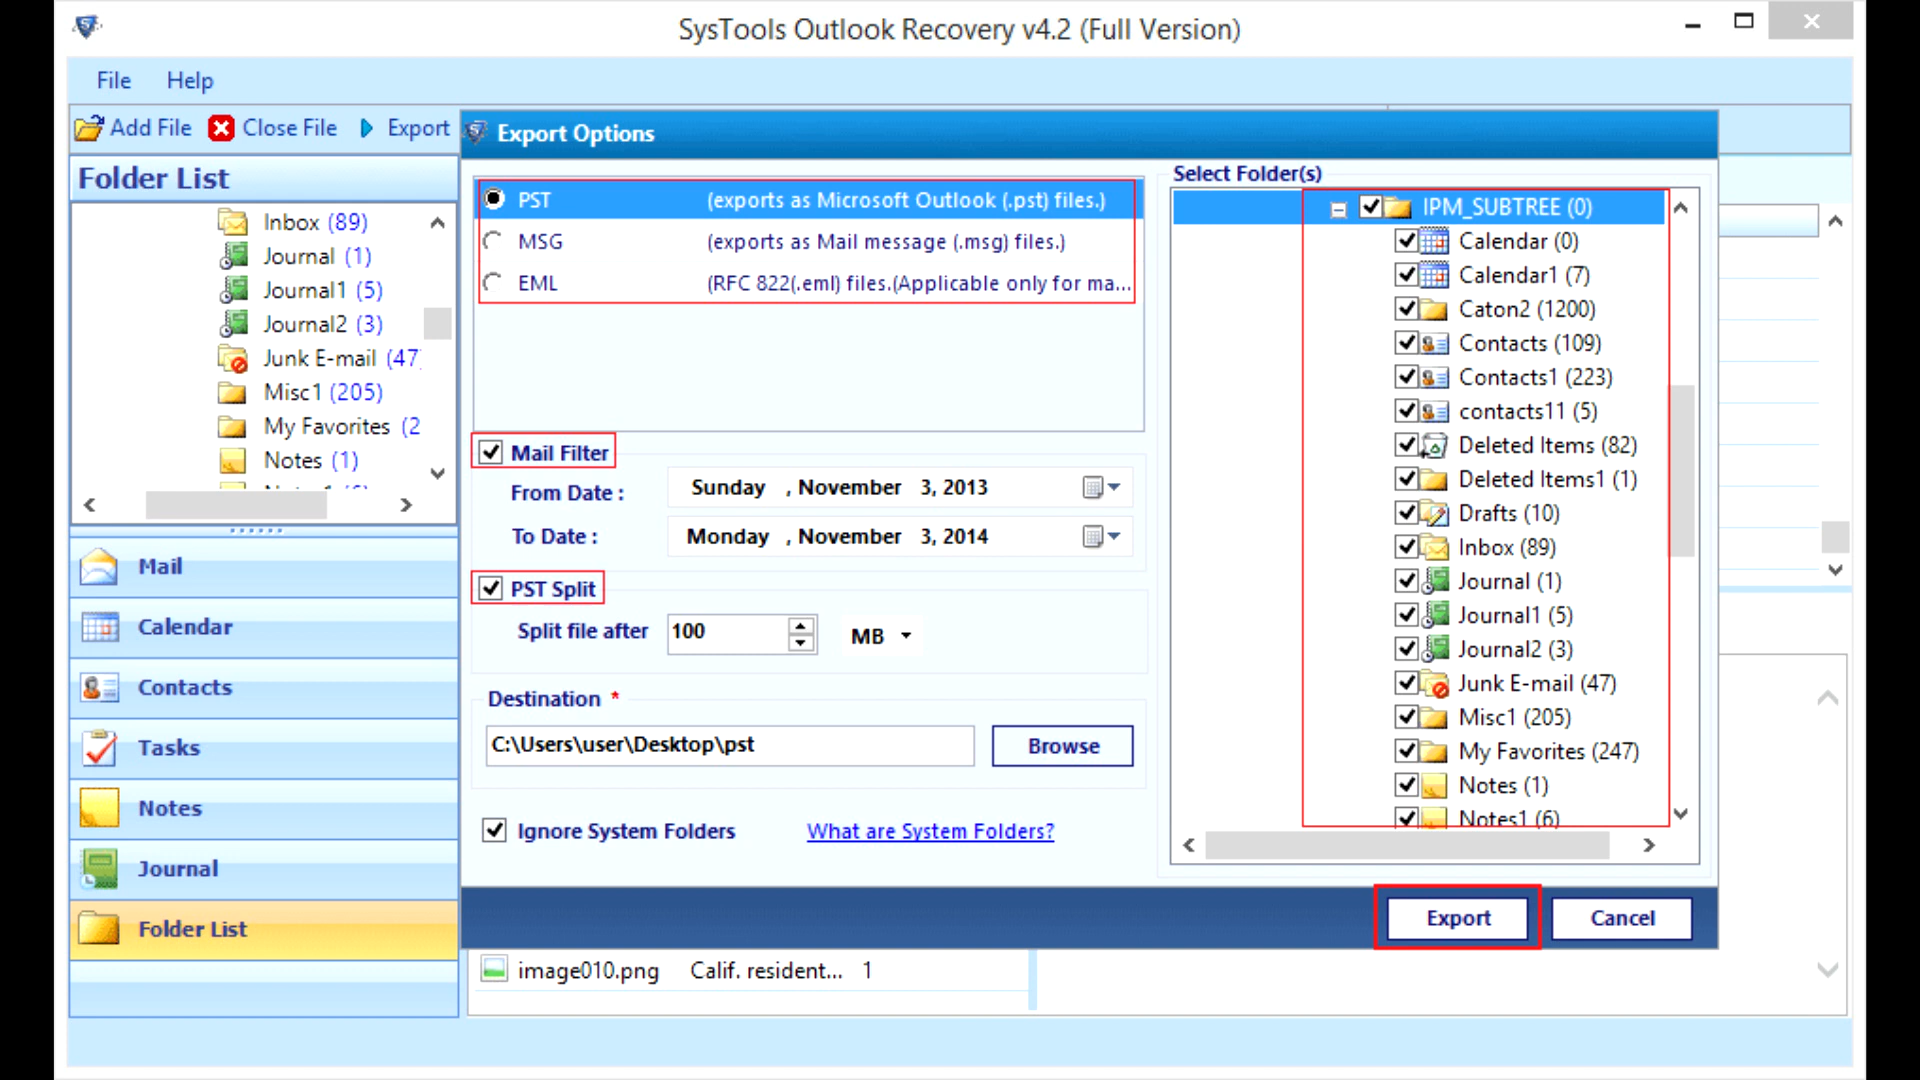 SysTools Outlook Recovery v4.2 (Full Version)
File Help
Add File Close File Export
Folder List
Inbox (89)
Journal (1)
Journal1 (5)
Journal2 (3)
Junk E-mail (47
Misc1 (205)
My Favorites (2
Notes (1)
Mail
Calendar
Contacts
Tasks
Notes
Journal
Folder List
Export Options
PST (exports as Microsoft Outlook (.pst) files.)
MSG (exports as Mail message (.msg) files.)
EML (RFC 822(.eml) files.(Applicable only for ma...
Mail Filter
From Date : Sunday , November 3, 2013
To Date : Monday , November 3, 2014
PST Split
Split file after 100 MB
Destination *
C:\Users\user\Desktop\pst Browse
Ignore System Folders What are System Folders?
Select Folder(s)
IPM_SUBTREE (0)
Calendar (0)
Calendar1 (7)
Caton2 (1200)
Contacts (109)
Contacts1 (223)
contacts11 (5)
Deleted Items (82)
Deleted Items1 (1)
Drafts (10)
Inbox (89)
Journal (1)
Journal1 (5)
Journal2 (3)
Junk E-mail (47)
Misc1 (205)
My Favorites (247)
Notes (1)
Notes1 (6)
Export Cancel
image010.png Calif. resident... 1